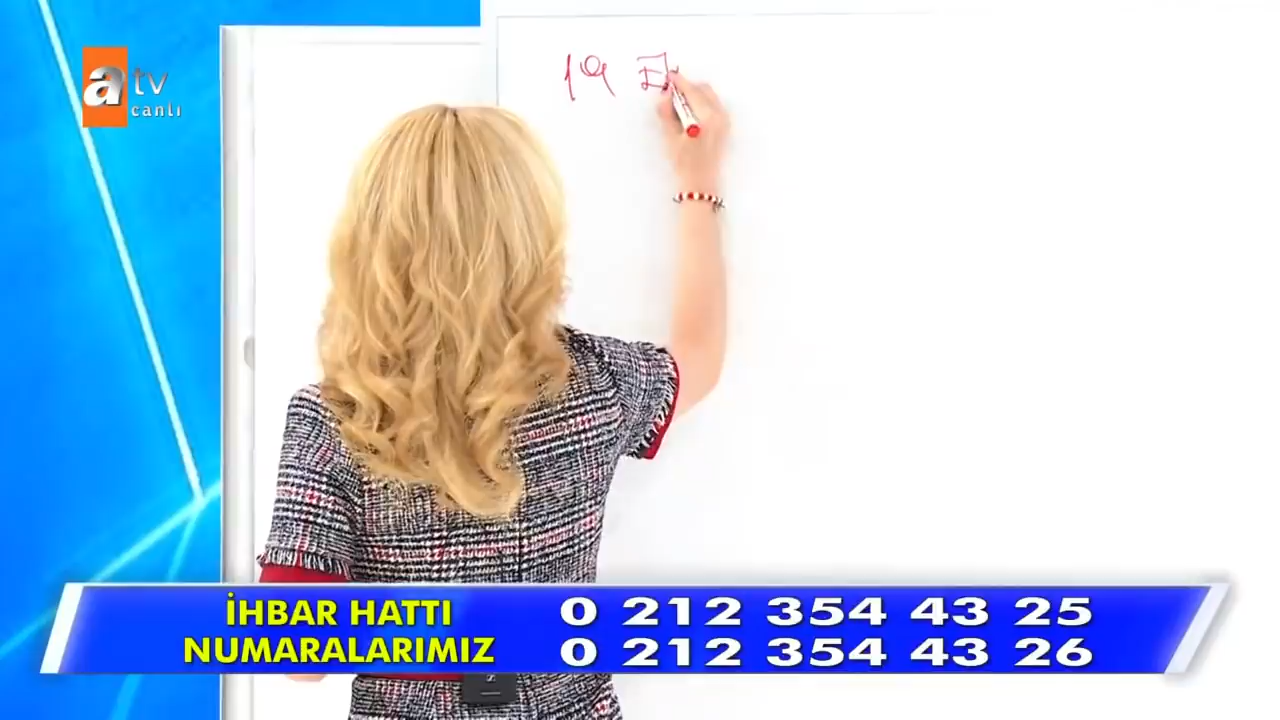 atv
canlı
19 E
İHBAR HATTI
NUMARALARIMIZ
0 212 354 43 25
0 212 354 43 26